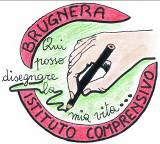 BRUGNERA
Qui
posso
disegnare
la
mia vita...
ISTITUTO COMPRENSIVO